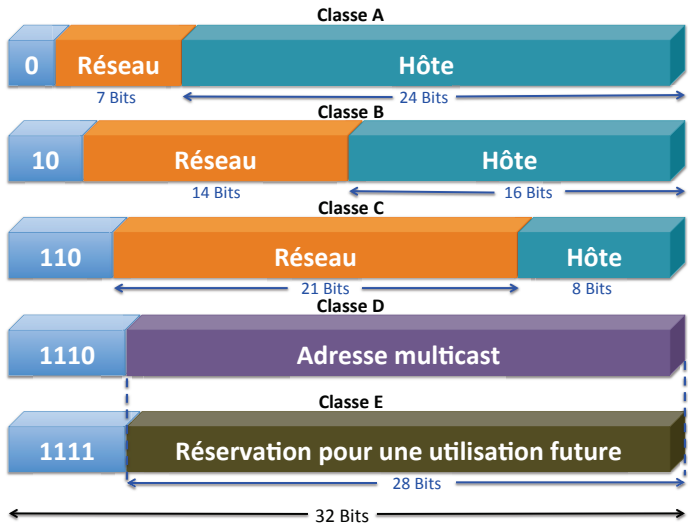 Classe A
0 Réseau Hôte
7 Bits 24 Bits
Classe B
10 Réseau Hôte
14 Bits 16 Bits
Classe C
110 Réseau Hôte
21 Bits 8 Bits
Classe D
1110 Adresse multicast
Classe E
1111 Réservation pour une utilisation future
28 Bits
32 Bits